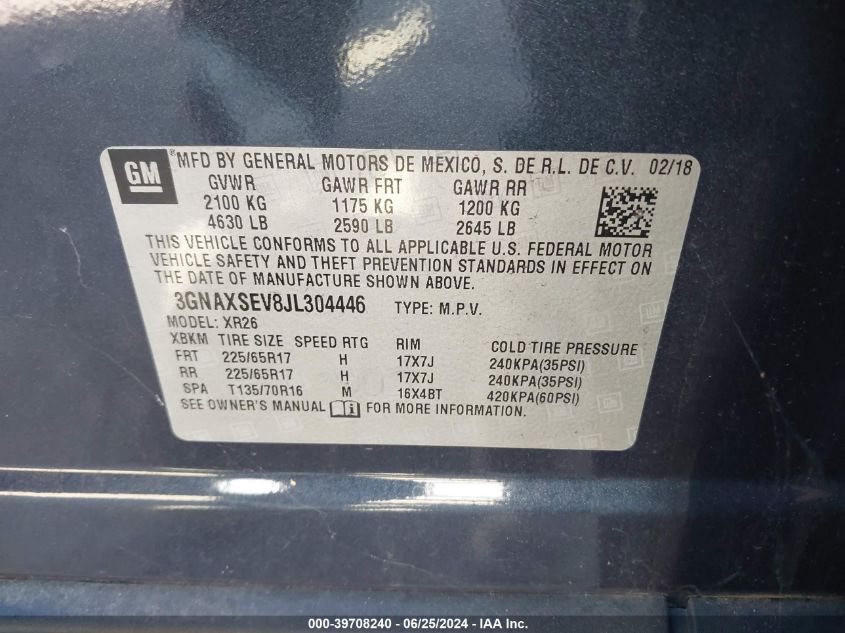 GM ® MFD BY GENERAL MOTORS DE MEXICO, S. DE R.L. DE C.V. 02/18
GVWR GAWR FRT GAWR RR
2100 KG 1175 KG 1200 KG
4630 LB 2590 LB 2645 LB
THIS VEHICLE CONFORMS TO ALL APPLICABLE U.S. FEDERAL MOTOR
VEHICLE SAFETY AND THEFT PREVENTION STANDARDS IN EFFECT ON
THE DATE OF MANUFACTURE SHOWN ABOVE.
3GNAXSEV8JL304446 TYPE: M.P.V.
MODEL: XR26
XBKM TIRE SIZE SPEED RTG RIM COLD TIRE PRESSURE
FRT 225/65R17 H 17X7J 240KPA(35PSI)
RR 225/65R17 H 17X7J 240KPA(35PSI)
SPA T135/70R16 M 16X4BT 420KPA(60PSI)
SEE OWNER'S MANUAL FOR MORE INFORMATION.
000-39708240 - 06/25/2024 - IAA Inc.